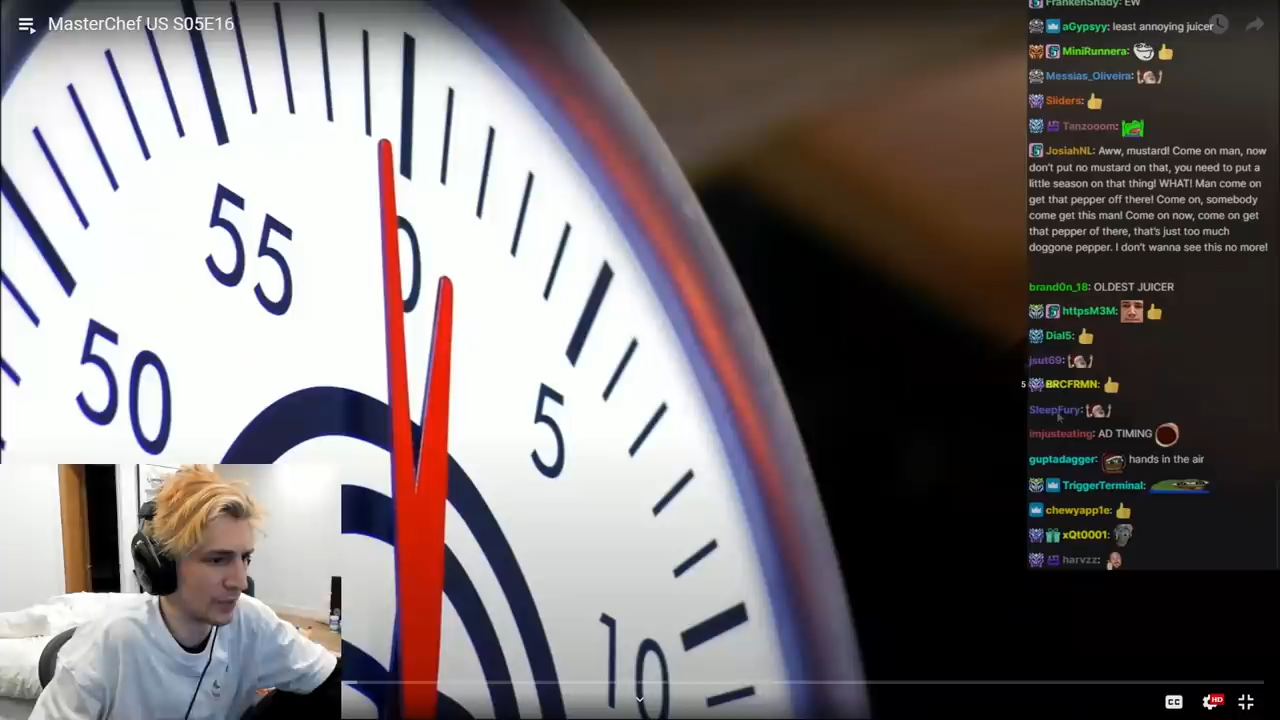 MasterChef US S05E16
FrankenShady: EW
aGypsyy: least annoying juicer
MiniRunnera:
Messias_Oliveira:
Sliders:
Tanzooom:
JosiahNL: Aww, mustard! Come on man, now
don't put no mustard on that, you need to put a
little season on that thing! WHAT! Man come on
get that pepper off there! Come on, somebody
come get this man! Come on now, come on get
that pepper of there, that's just too much
doggone pepper. I don't wanna see this no more!
brand0n_18: OLDEST JUICER
httpsM3M:
Dial5:
jsut69:
5 BRCFRMN:
SleepFury:
imjusteating: AD TIMING
guptadagger: hands in the air
TriggerTerminal:
chewyapp1e:
xQt0001:
harvzz:
55
0
50
5
10
CC
HD